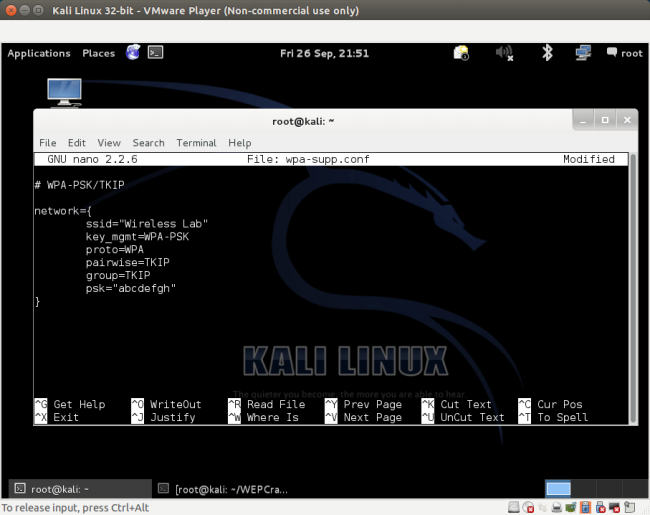 Kali Linux 32-bit - VMware Player (Non-commercial use only)
Applications Places Fri 26 Sep, 21:51 root
root@kali: ~
File Edit View Search Terminal Help
GNU nano 2.2.6 File: wpa-supp.conf Modified
# WPA-PSK/TKIP
network={
ssid="Wireless Lab"
key_mgmt=WPA-PSK
proto=WPA
pairwise=TKIP
group=TKIP
psk="abcdefgh"
}
KALI LINUX
The quieter you become, the more you are able to hear
^G Get Help ^O WriteOut ^R Read File ^Y Prev Page ^K Cut Text ^C Cur Pos
^X Exit ^J Justify ^W Where Is ^V Next Page ^U UnCut Text ^T To Spell
root@kali: ~ [root@kali: ~/WEPCra...
To release input, press Ctrl+Alt